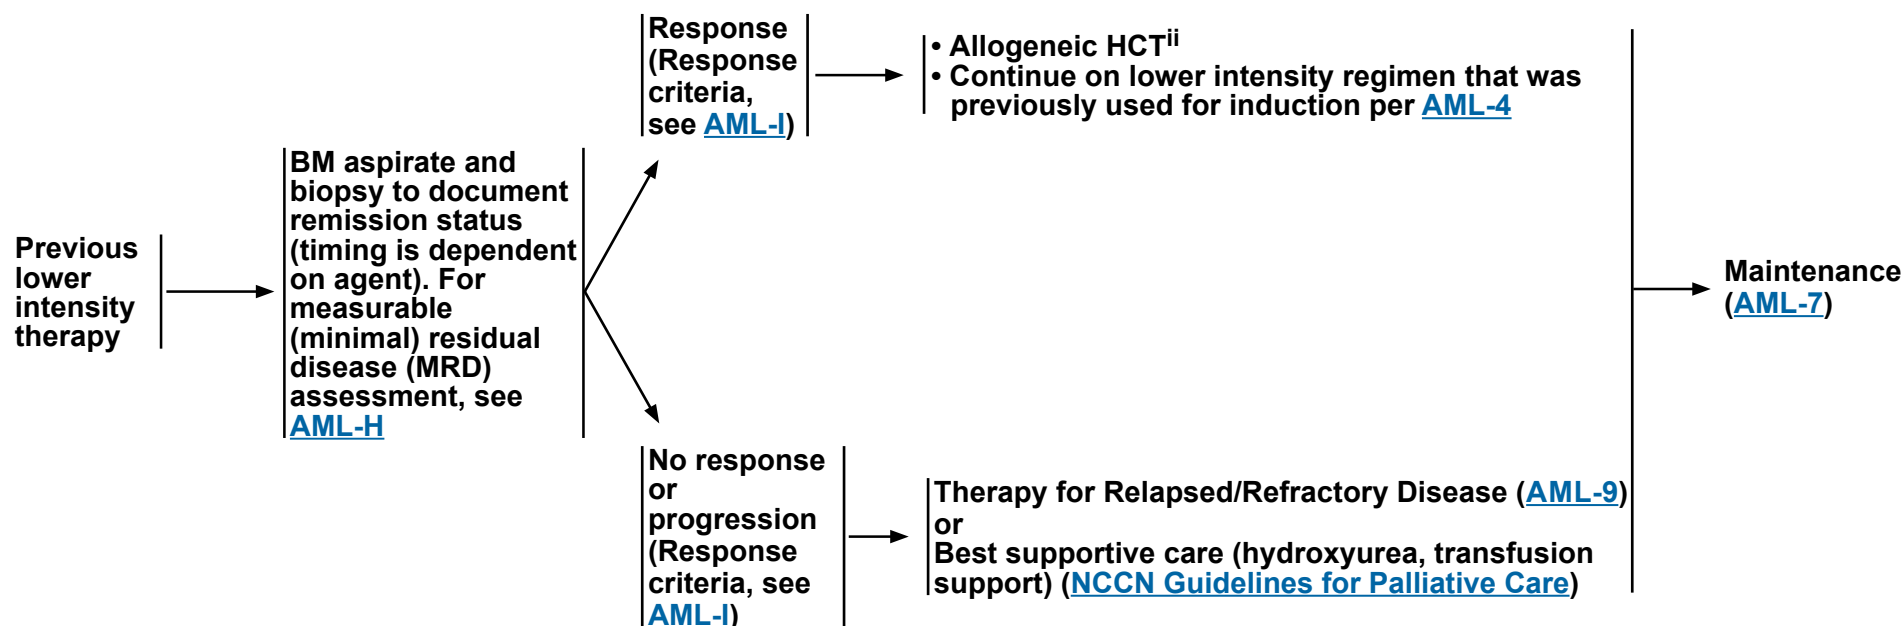 Previous
lower
intensity
therapy
BM aspirate and
biopsy to document
remission status
(timing is dependent
on agent). For
measurable
(minimal) residual
disease (MRD)
assessment, see
AML-H
Response
(Response
criteria,
see AML-I)
• Allogeneic HCTii
• Continue on lower intensity regimen that was
previously used for induction per AML-4
No response
or
progression
(Response
criteria, see
AML-I)
Therapy for Relapsed/Refractory Disease (AML-9)
or
Best supportive care (hydroxyurea, transfusion
support) (NCCN Guidelines for Palliative Care)
Maintenance
(AML-7)